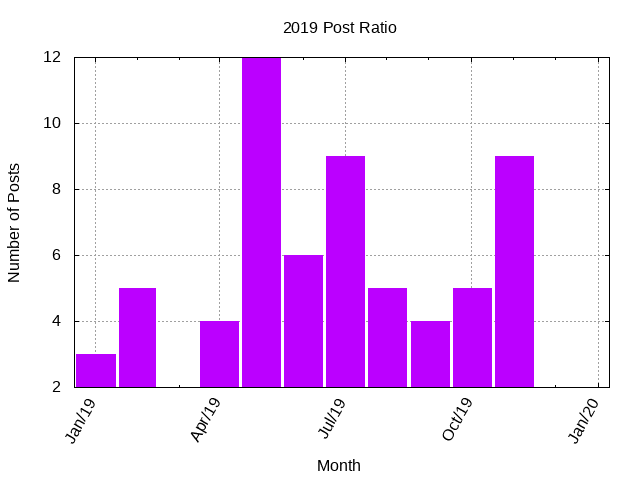 2019 Post Ratio
12
10
8
6
4
2
Number of Posts
Jan/19
Apr/19
Jul/19
Oct/19
Jan/20
Month